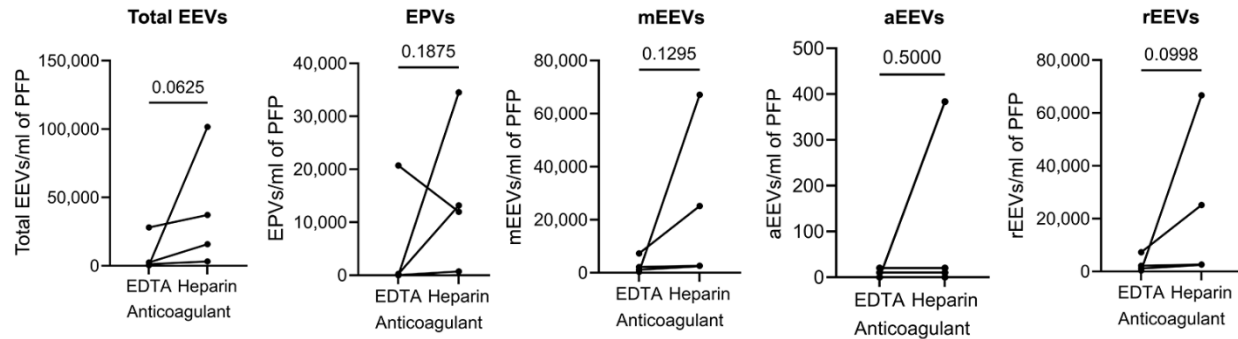 Total EEVs
Total EEVs/ml of PFP
150,000
100,000
50,000
0
0.0625
EDTA Heparin
Anticoagulant
EPVs
EPVs/ml of PFP
40,000
30,000
20,000
10,000
0
0.1875
EDTA Heparin
Anticoagulant
mEEVs
mEEVs/ml of PFP
80,000
60,000
40,000
20,000
0
0.1295
EDTA Heparin
Anticoagulant
aEEVs
aEEVs/ml of PFP
500
400
300
200
100
0
0.5000
EDTA Heparin
Anticoagulant
rEEVs
rEEVs/ml of PFP
80,000
60,000
40,000
20,000
0
0.0998
EDTA Heparin
Anticoagulant